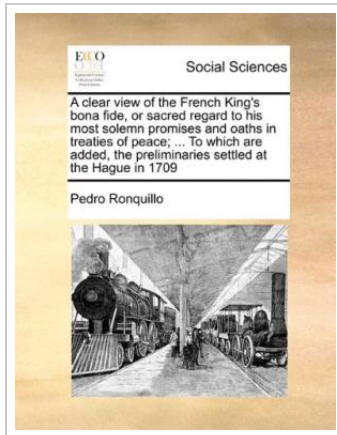 ECCO
Social Sciences
A clear view of the French King's
bona fide, or sacred regard to his
most solemn promises and oaths in
treaties of peace; ... To which are
added, the preliminaries settled at
the Hague in 1709
Pedro Ronquillo